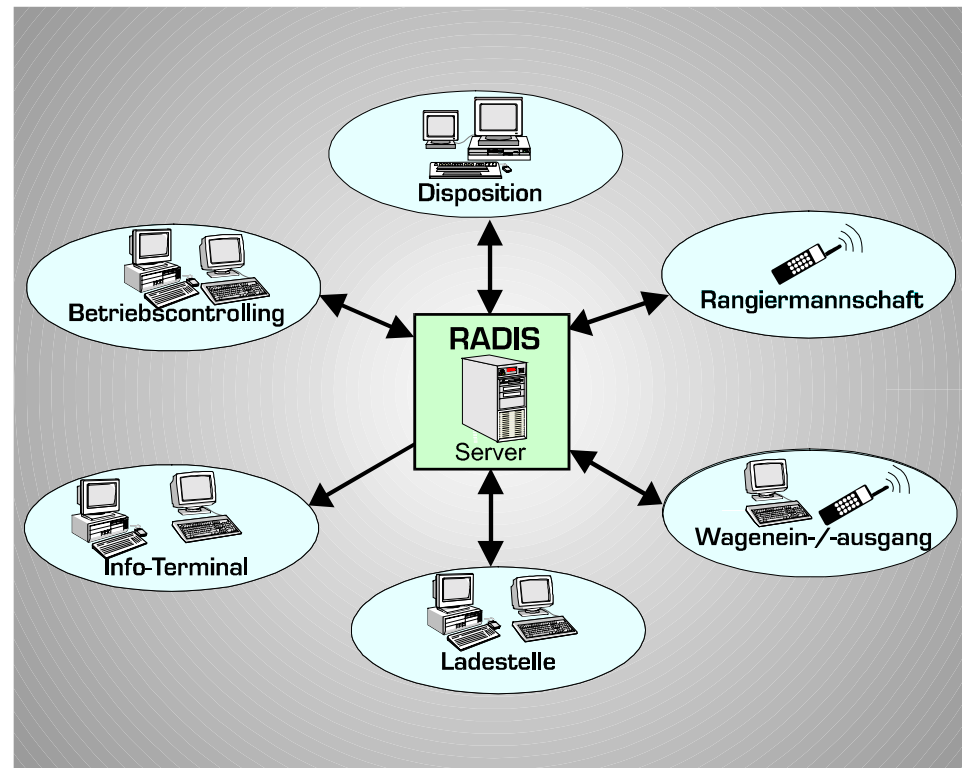 Disposition
Betriebscontrolling
Rangiermannschaft
RADIS
Server
Info-Terminal
Wagenein-/-ausgang
Ladestelle